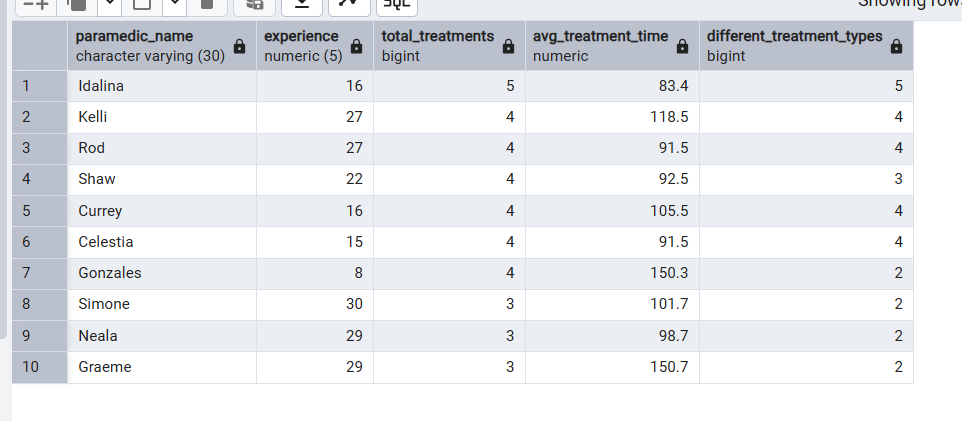 SQL
Showing rows
paramedic_name experience total_treatments avg_treatment_time different_treatment_types
character varying (30) numeric (5) bigint numeric bigint
1 Idalina 16 5 83.4 5
2 Kelli 27 4 118.5 4
3 Rod 27 4 91.5 4
4 Shaw 22 4 92.5 3
5 Currey 16 4 105.5 4
6 Celestia 15 4 91.5 4
7 Gonzales 8 4 150.3 2
8 Simone 30 3 101.7 2
9 Neala 29 3 98.7 2
10 Graeme 29 3 150.7 2